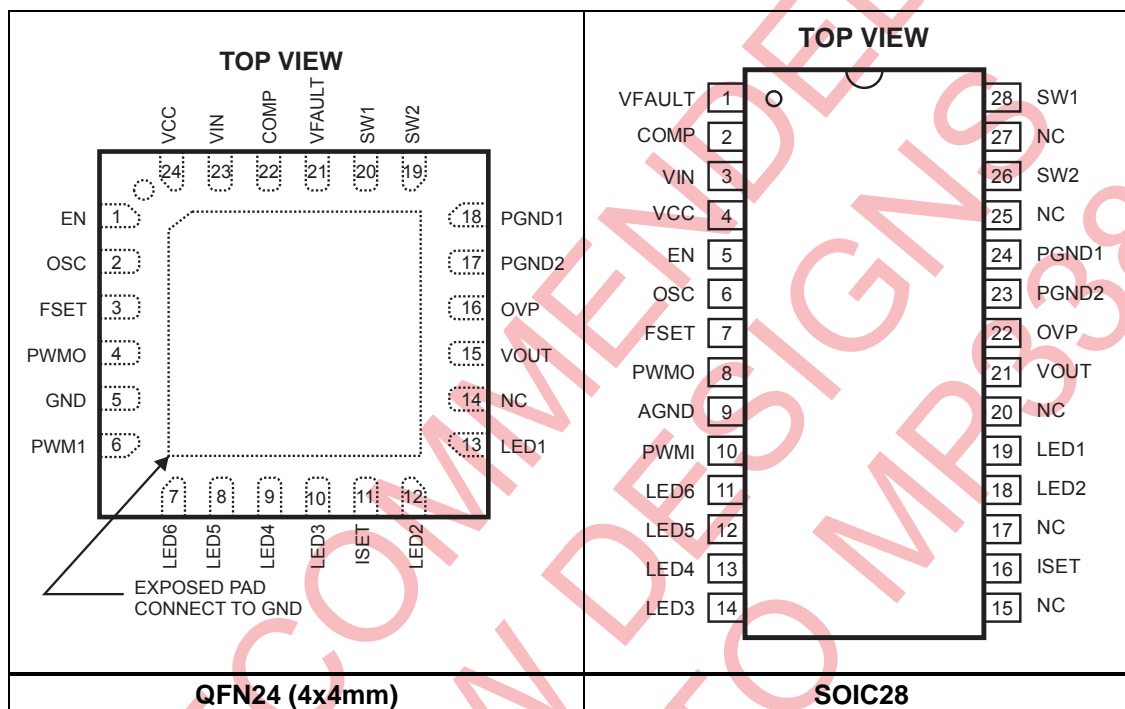 TOP VIEW
VCC
VIN
COMP
VFAULT
SW1
SW2
24
23
22
21
20
19
EN 1
OSC 2
FSET 3
PWMO 4
GND 5
PWM1 6
18 PGND1
17 PGND2
16 OVP
15 VOUT
14 NC
13 LED1
7
8
9
10
11
12
LED6
LED5
LED4
LED3
ISET
LED2
EXPOSED PAD
CONNECT TO GND
QFN24 (4x4mm)
TOP VIEW
VFAULT 1
COMP 2
VIN 3
VCC 4
EN 5
OSC 6
FSET 7
PWMO 8
AGND 9
PWMI 10
LED6 11
LED5 12
LED4 13
LED3 14
28 SW1
27 NC
26 SW2
25 NC
24 PGND1
23 PGND2
22 OVP
21 VOUT
20 NC
19 LED1
18 LED2
17 NC
16 ISET
15 NC
SOIC28
COMMENDE
W DESIGNS
TO MP338